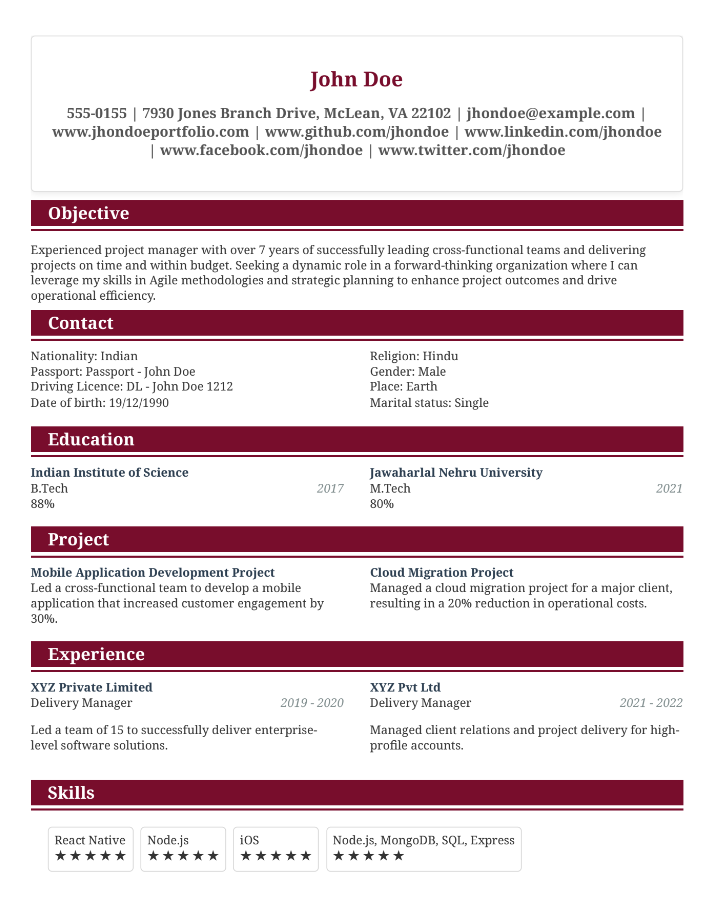 John Doe
555-0155 | 7930 Jones Branch Drive, McLean, VA 22102 | jhondoe@example.com |
www.jhondoeportfolio.com | www.github.com/jhondoe | www.linkedin.com/jhondoe
| www.facebook.com/jhondoe | www.twitter.com/jhondoe
Objective
Experienced project manager with over 7 years of successfully leading cross-functional teams and delivering
projects on time and within budget. Seeking a dynamic role in a forward-thinking organization where I can
leverage my skills in Agile methodologies and strategic planning to enhance project outcomes and drive
operational efficiency.
Contact
Nationality: Indian
Passport: Passport - John Doe
Driving Licence: DL - John Doe 1212
Date of birth: 19/12/1990
Religion: Hindu
Gender: Male
Place: Earth
Marital status: Single
Education
Indian Institute of Science
B.Tech 2017
88%
Jawaharlal Nehru University
M.Tech 2021
80%
Project
Mobile Application Development Project
Led a cross-functional team to develop a mobile
application that increased customer engagement by
30%.
Cloud Migration Project
Managed a cloud migration project for a major client,
resulting in a 20% reduction in operational costs.
Experience
XYZ Private Limited
Delivery Manager 2019 - 2020
Led a team of 15 to successfully deliver enterprise-
level software solutions.
XYZ Pvt Ltd
Delivery Manager 2021 - 2022
Managed client relations and project delivery for high-
profile accounts.
Skills
React Native
★★★★★
Node.js
★★★★★
iOS
★★★★★
Node.js, MongoDB, SQL, Express
★★★★★